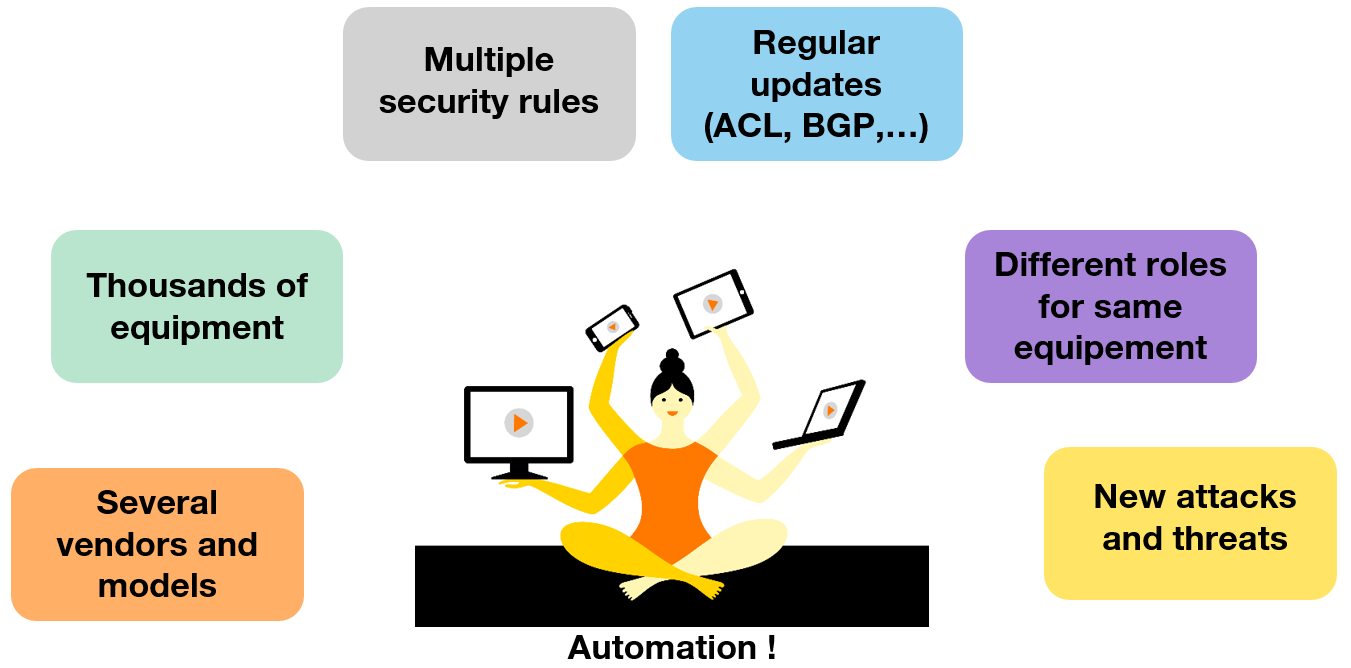 Multiple
security rules
Regular
updates
(ACL, BGP,...)
Thousands of
equipment
Different roles
for same
equipement
Several
vendors and
models
New attacks
and threats
Automation !